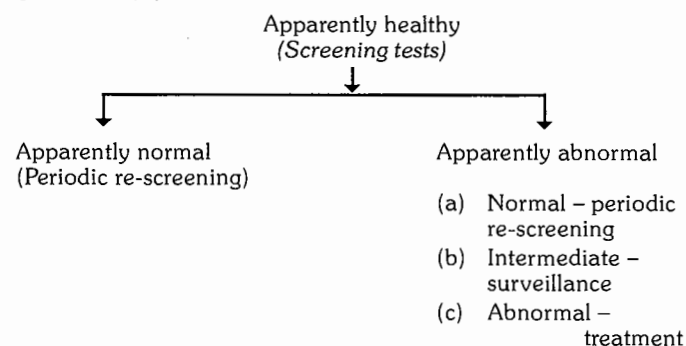 Apparently healthy
(Screening tests)
Apparently normal
(Periodic re-screening)
Apparently abnormal
(a) Normal – periodic
re-screening
(b) Intermediate –
surveillance
(c) Abnormal –
treatment